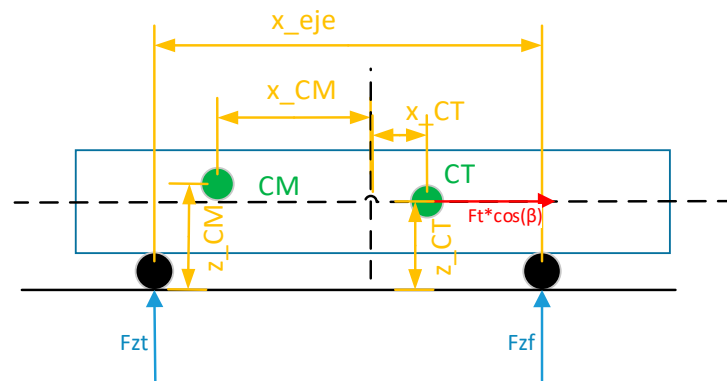 x_eje
x_CM
x_CT
CM
CT
Ft*cos(β)
z_CM
z_CT
Fzt
Fzf